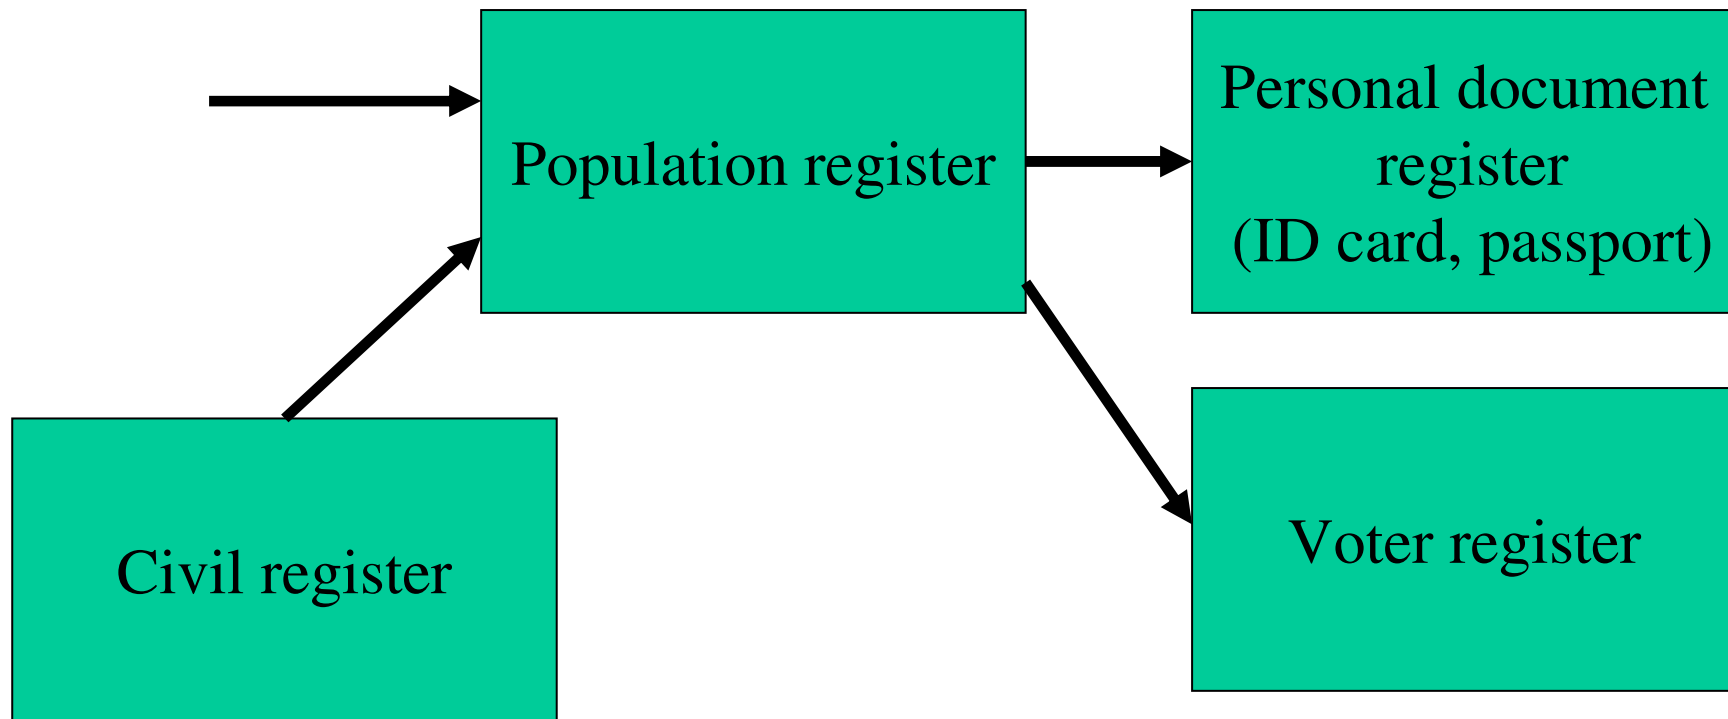 Population register
Personal document
register
(ID card, passport)
Civil register
Voter register